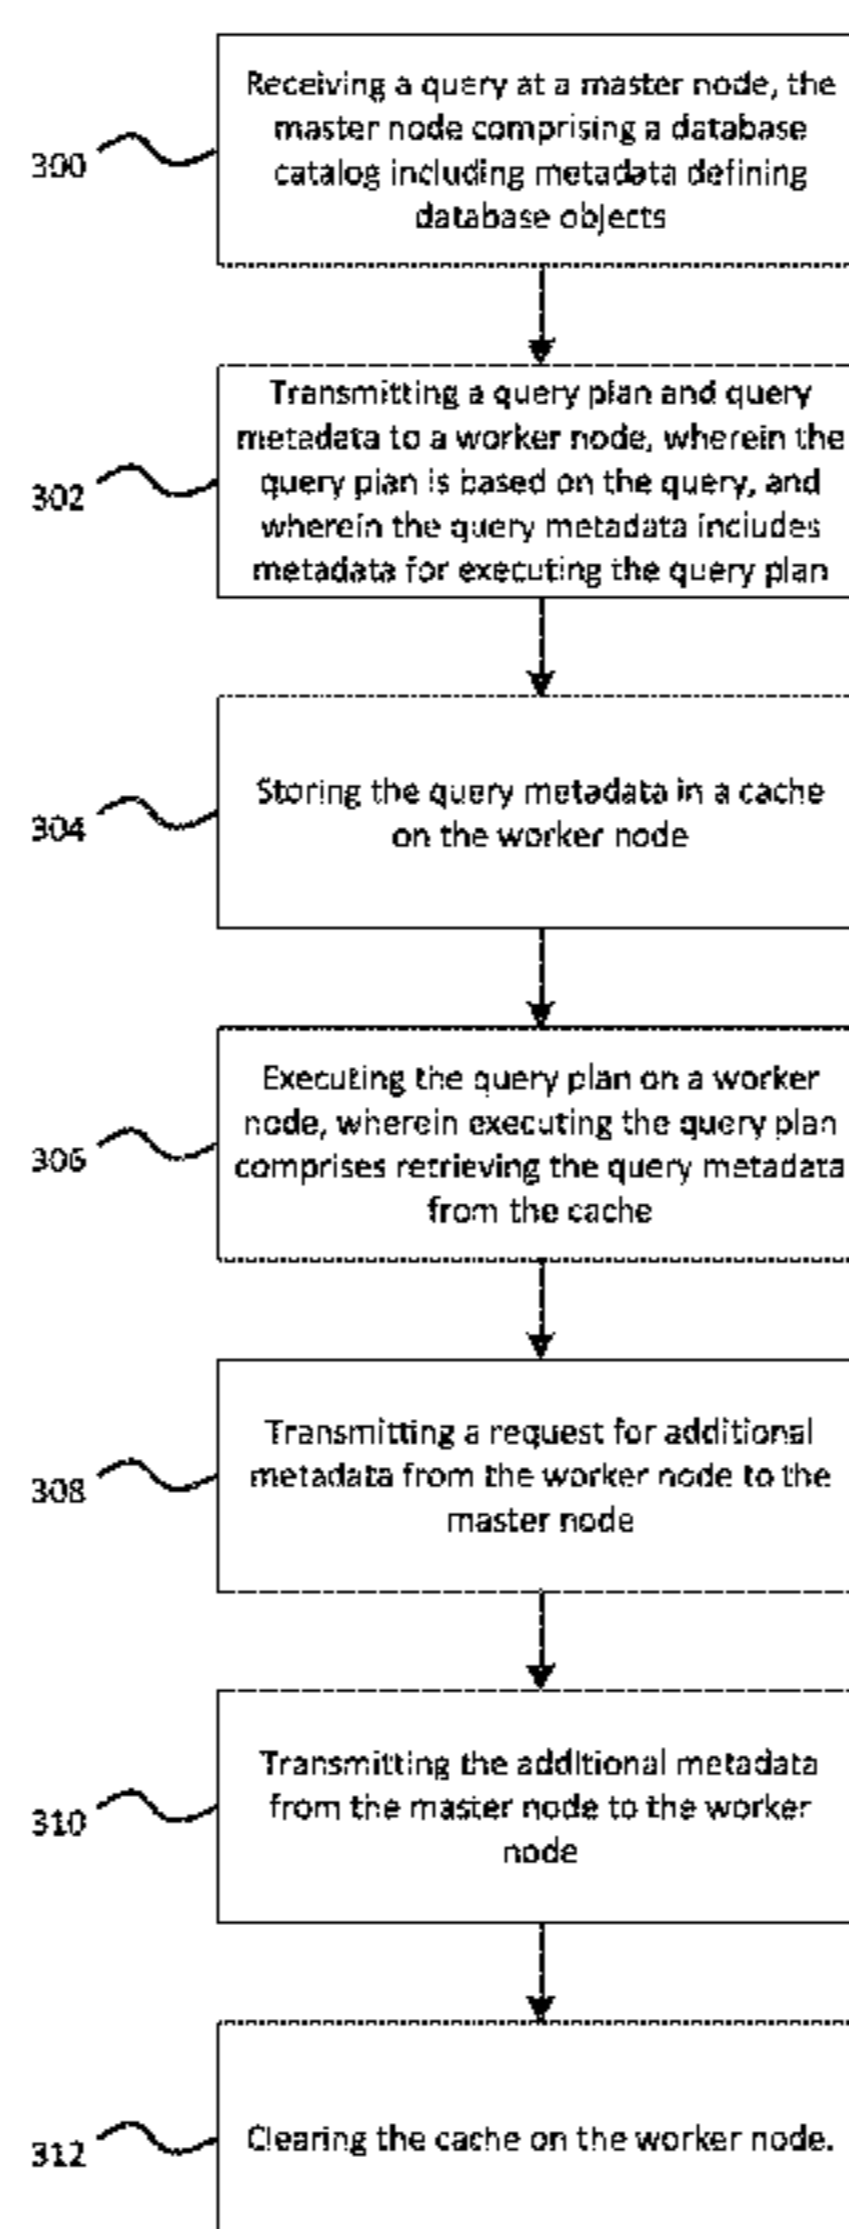 Receiving a query at a master node, the
master node comprising a database
catalog including metadata defining
database objects
300
Transmitting a query plan and query
metadata to a worker node, wherein the
query plan is based on the query, and
wherein the query metadata includes
metadata for executing the query plan
302
Storing the query metadata in a cache
on the worker node
304
Executing the query plan on a worker
node, wherein executing the query plan
comprises retrieving the query metadata
from the cache
306
Transmitting a request for additional
metadata from the worker node to the
master node
308
Transmitting the additional metadata
from the master node to the worker
node
310
Clearing the cache on the worker node.
312